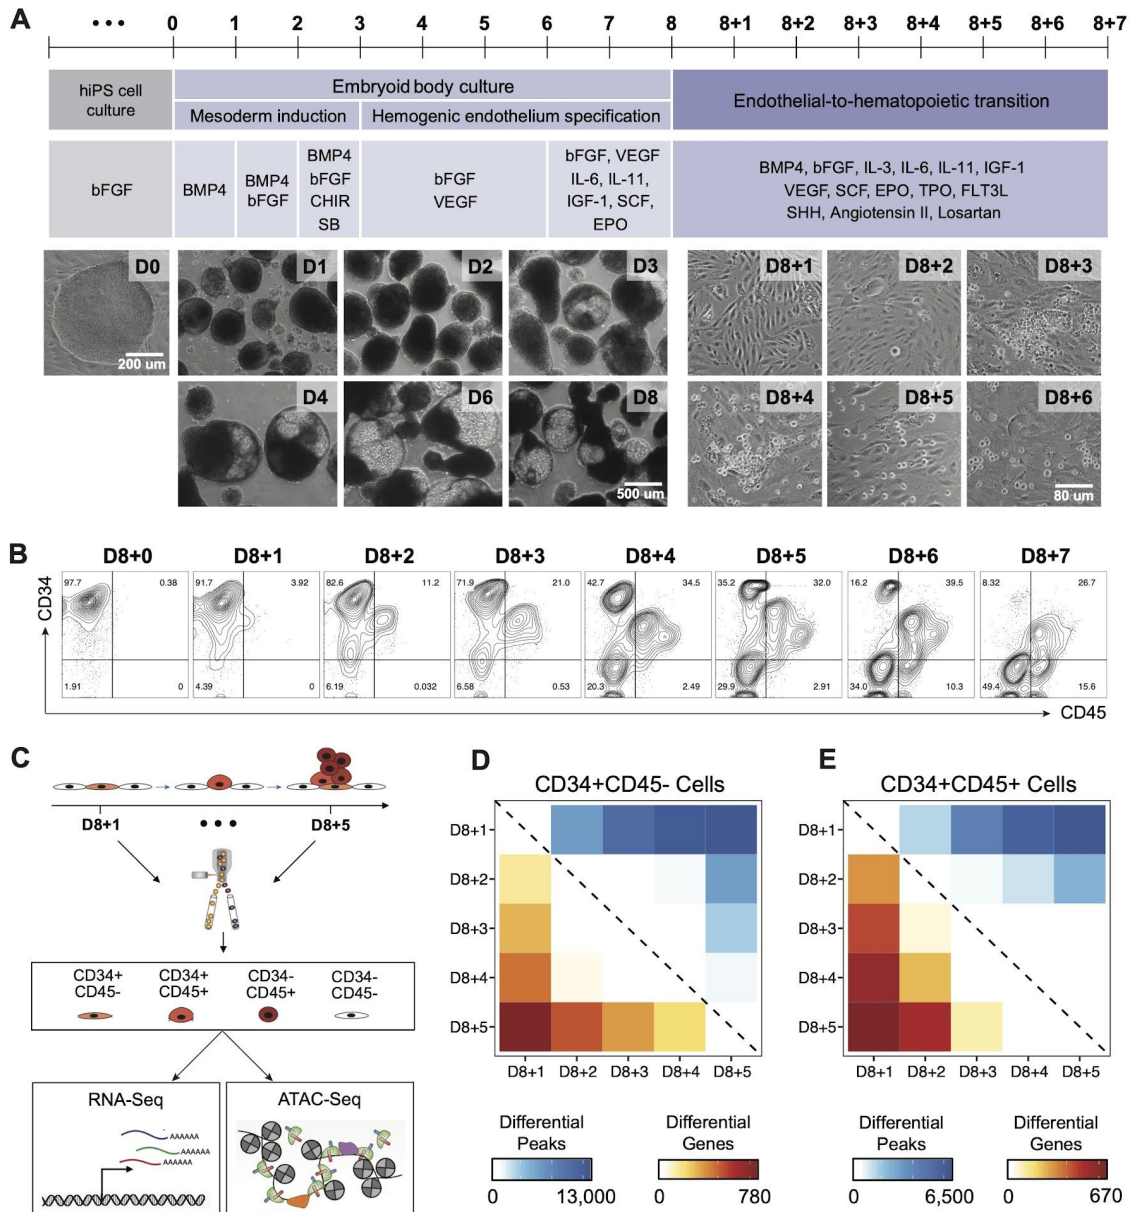 A
0 1 2 3 4 5 6 7 8 8+1 8+2 8+3 8+4 8+5 8+6 8+7
hiPS cell
culture
Embryoid body culture
Mesoderm induction
Hemogenic endothelium specification
Endothelial-to-hematopoietic transition
bFGF
BMP4
BMP4
bFGF
BMP4
bFGF
CHIR
SB
bFGF
VEGF
bFGF, VEGF
IL-6, IL-11,
IGF-1, SCF,
EPO
BMP4, bFGF, IL-3, IL-6, IL-11, IGF-1
VEGF, SCF, EPO, TPO, FLT3L
SHH, Angiotensin II, Losartan
D0
200 um
D1
D2
D3
D8+1
D8+2
D8+3
D4
D6
D8
500 um
D8+4
D8+5
D8+6
80 um
B
D8+0 D8+1 D8+2 D8+3 D8+4 D8+5 D8+6 D8+7
CD34
97.7 0.38 91.7 3.92 82.6 11.2 71.9 21.0 42.7 34.5 35.2 32.0 16.2 39.5 8.32 26.7
1.91 0 4.39 0 6.19 0.032 6.58 0.53 20.3 2.49 29.9 2.91 34.0 10.3 49.4 15.6
CD45
C
D8+1
D8+5
CD34+
CD45-
CD34+
CD45+
CD34-
CD45+
CD34-
CD45-
RNA-Seq
AAAAAA
AAAAAA
AAAAAA
ATAC-Seq
D
CD34+CD45- Cells
D8+1
D8+2
D8+3
D8+4
D8+5
D8+1 D8+2 D8+3 D8+4 D8+5
Differential
Peaks
0 13,000
Differential
Genes
0 780
E
CD34+CD45+ Cells
D8+1
D8+2
D8+3
D8+4
D8+5
D8+1 D8+2 D8+3 D8+4 D8+5
Differential
Peaks
0 6,500
Differential
Genes
0 670